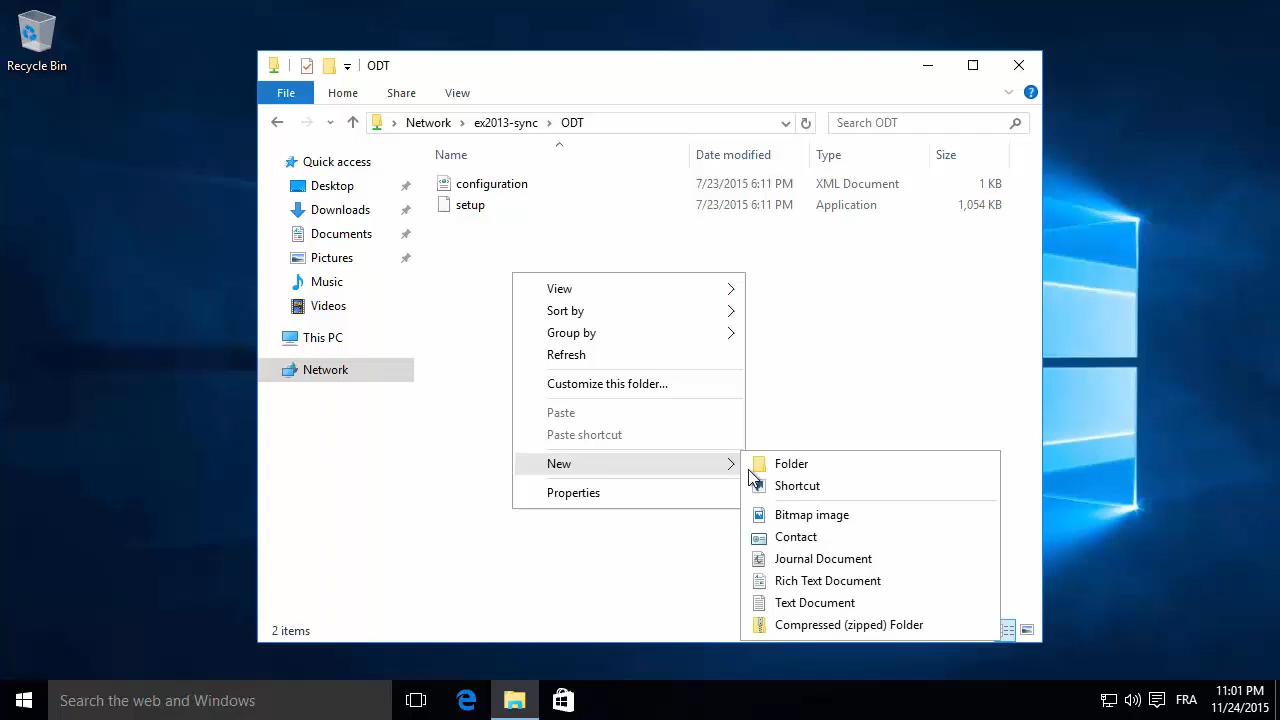 Recycle Bin
ODT
File Home Share View
Network ex2013-sync ODT
Search ODT
Name Date modified Type Size
configuration 7/23/2015 6:11 PM XML Document 1 KB
setup 7/23/2015 6:11 PM Application 1,054 KB
Quick access
Desktop
Downloads
Documents
Pictures
Music
Videos
This PC
Network
View
Sort by
Group by
Refresh
Customize this folder...
Paste
Paste shortcut
New
Properties
Folder
Shortcut
Bitmap image
Contact
Journal Document
Rich Text Document
Text Document
Compressed (zipped) Folder
2 items
Search the web and Windows
FRA
11:01 PM
11/24/2015